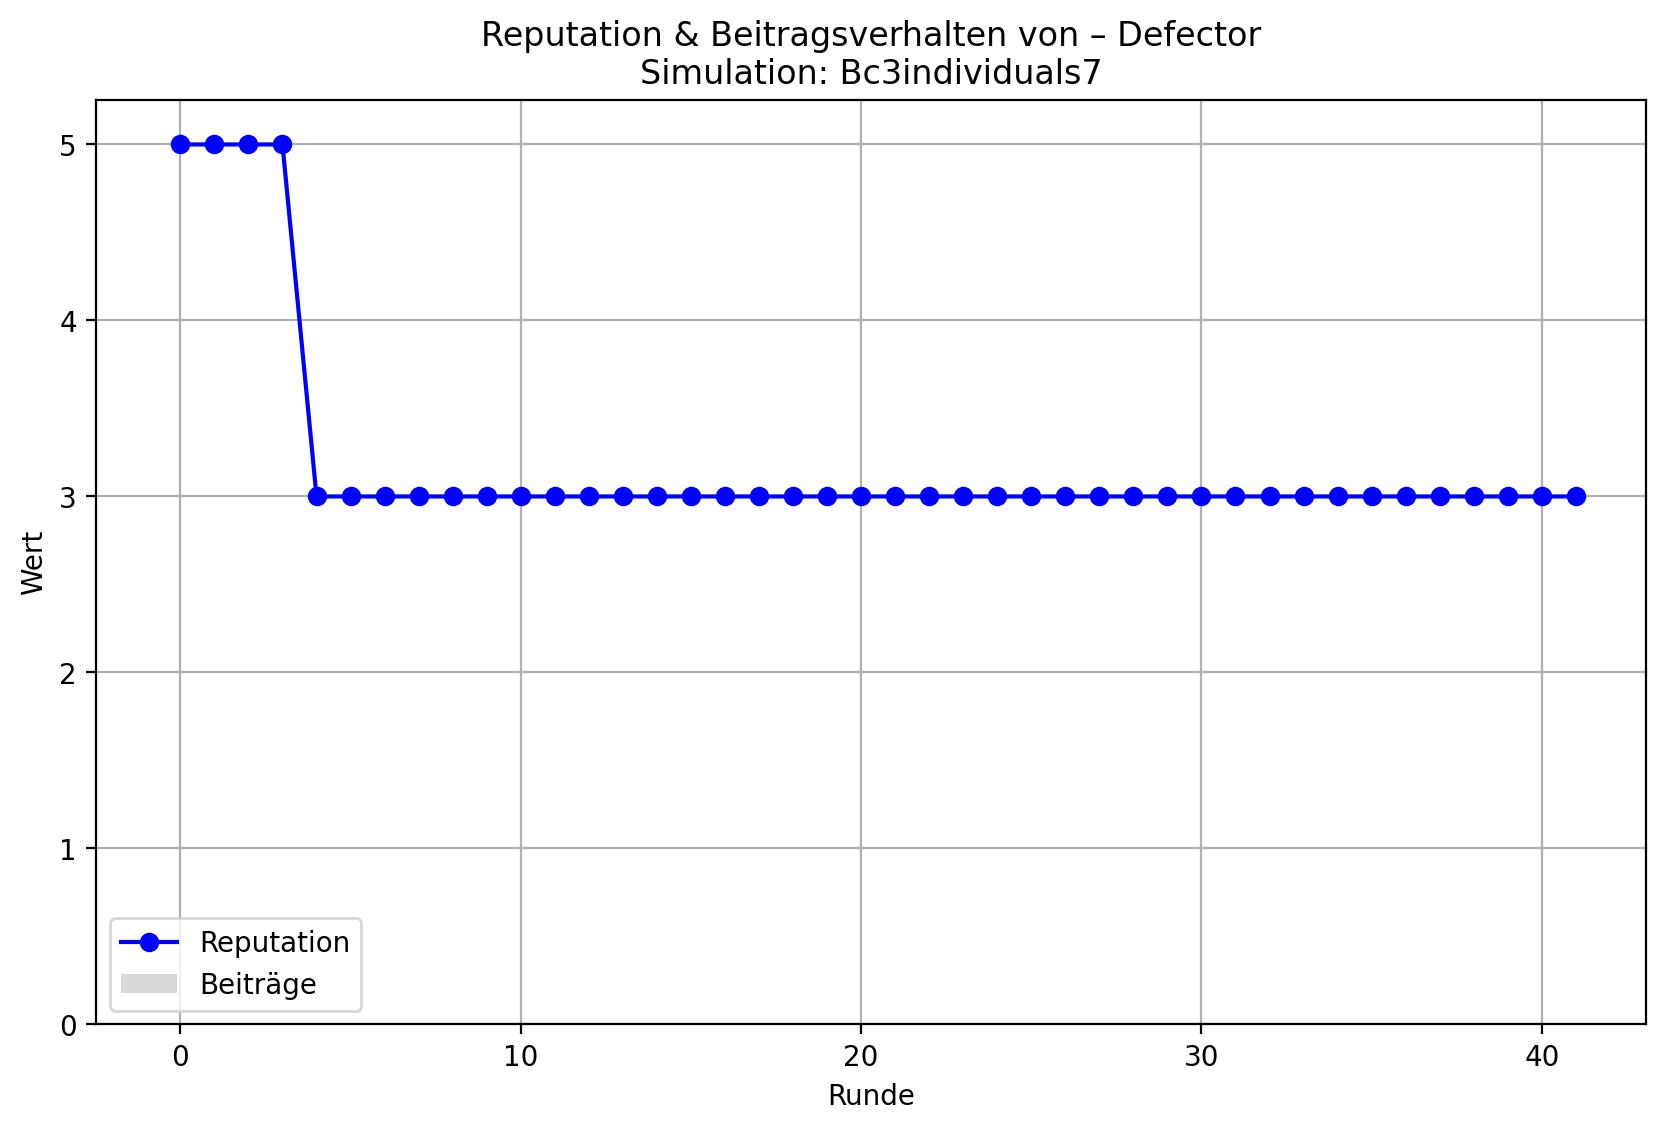 Reputation & Beitragsverhalten von – Defector
Simulation: Bc3individuals7
5
4
3
2
1
0
Wert
Reputation
Beiträge
0 10 20 30 40
Runde